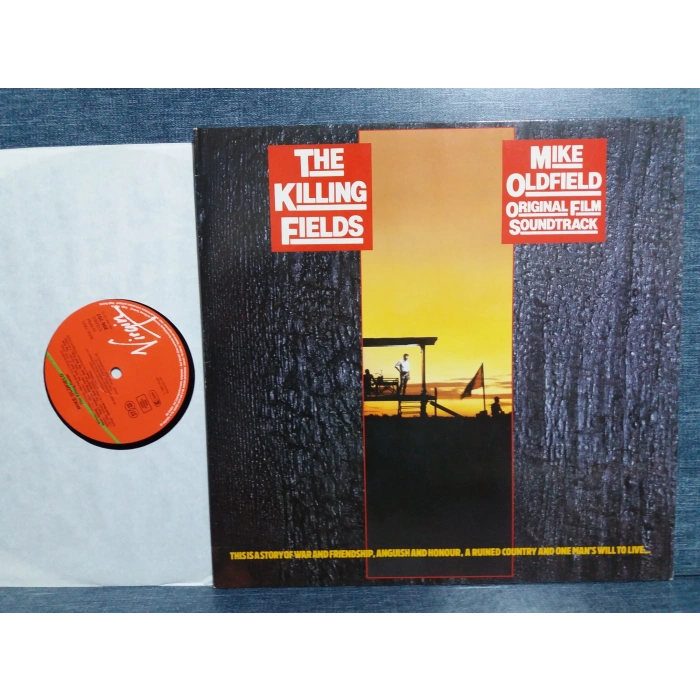 THE
KILLING
FIELDS
MIKE
OLDFIELD
ORIGINAL FILM
SOUNDTRACK
THIS IS A STORY OF WAR AND FRIENDSHIP, ANGUISH AND HONOUR, A RUINED COUNTRY AND ONE MAN'S WILL TO LIVE...
Virgin